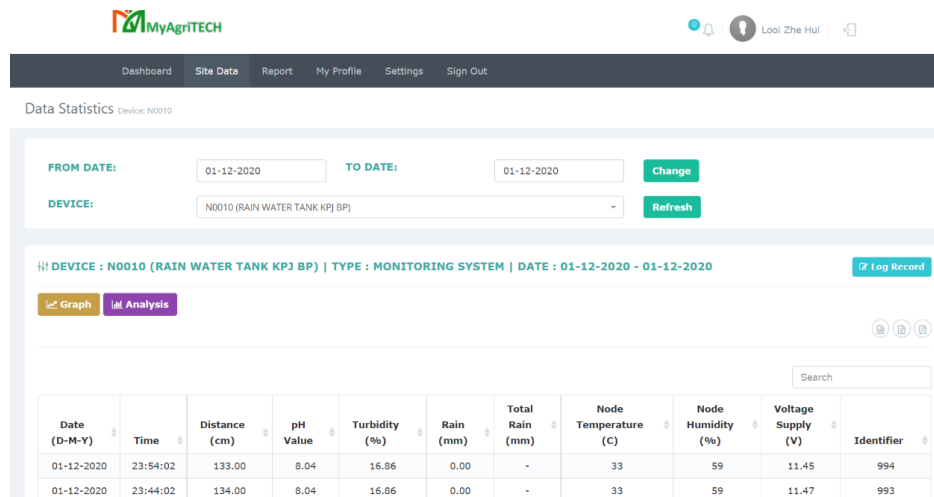 MyAgriTECH
0
Looi Zhe Hui
Dashboard Site Data Report My Profile Settings Sign Out
Data Statistics Device: N0010
FROM DATE: 01-12-2020 TO DATE: 01-12-2020 Change
DEVICE: N0010 (RAIN WATER TANK KPJ BP) Refresh
DEVICE : N0010 (RAIN WATER TANK KPJ BP) | TYPE : MONITORING SYSTEM | DATE : 01-12-2020 - 01-12-2020 Log Record
Graph Analysis
Search
Date (D-M-Y) Time Distance (cm) pH Value Turbidity (%) Rain (mm) Total Rain (mm) Node Temperature (C) Node Humidity (%) Voltage Supply (V) Identifier
01-12-2020 23:54:02 133.00 8.04 16.86 0.00 - 33 59 11.45 994
01-12-2020 23:44:02 134.00 8.04 16.86 0.00 - 33 59 11.47 993